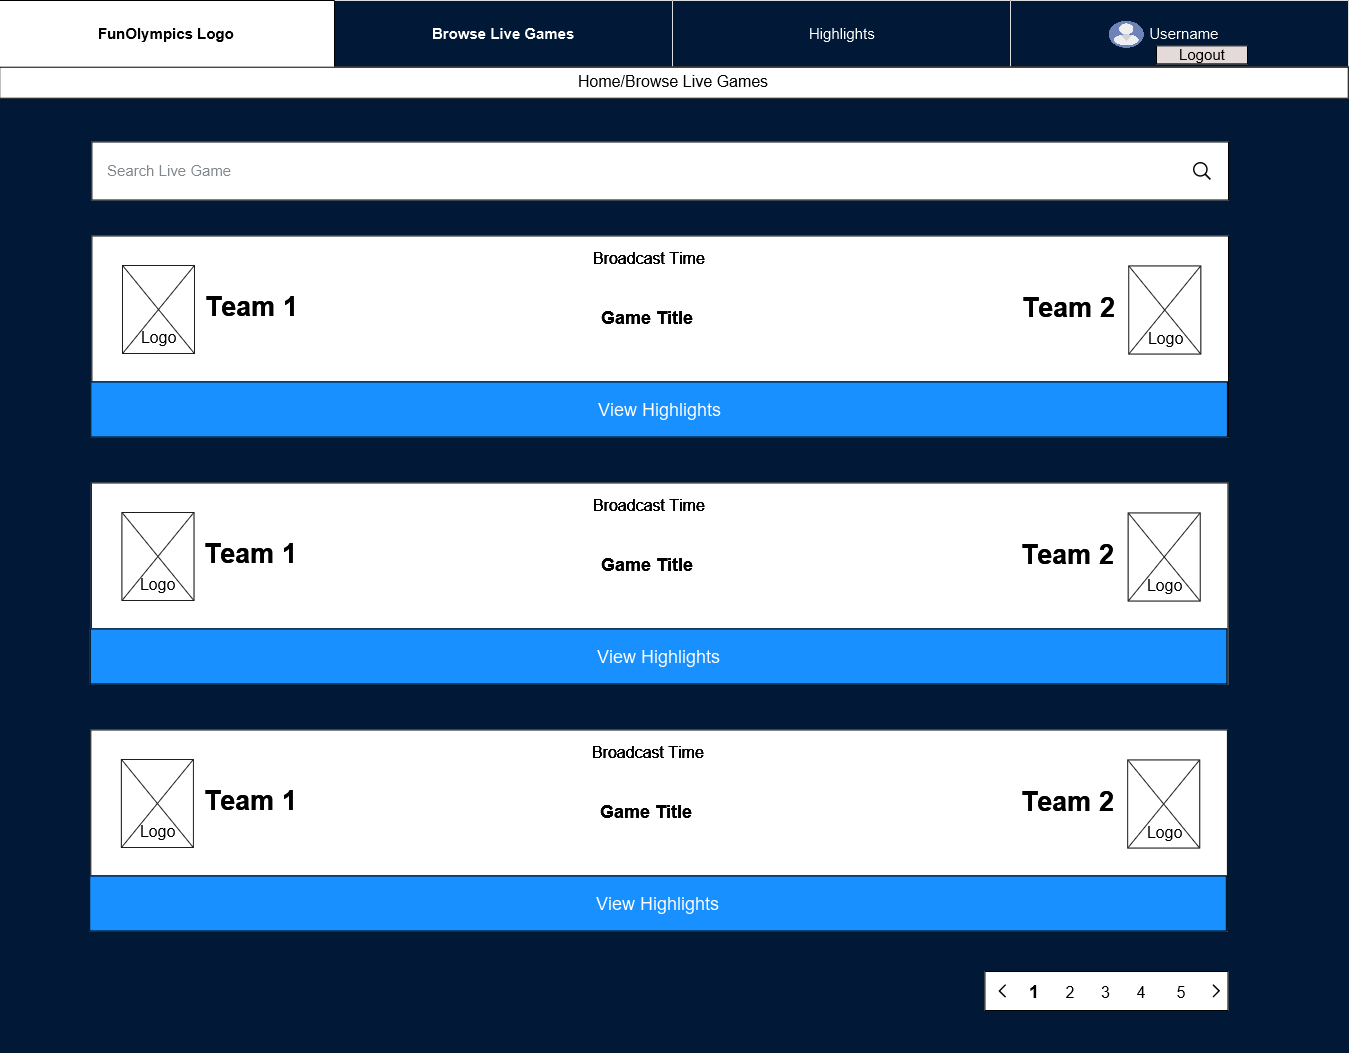 FunOlympics Logo
Browse Live Games
Highlights
Username
Logout
Home/Browse Live Games
Search Live Game
Broadcast Time
Logo
Team 1
Game Title
Team 2
Logo
View Highlights
Broadcast Time
Logo
Team 1
Game Title
Team 2
Logo
View Highlights
Broadcast Time
Logo
Team 1
Game Title
Team 2
Logo
View Highlights
1 2 3 4 5